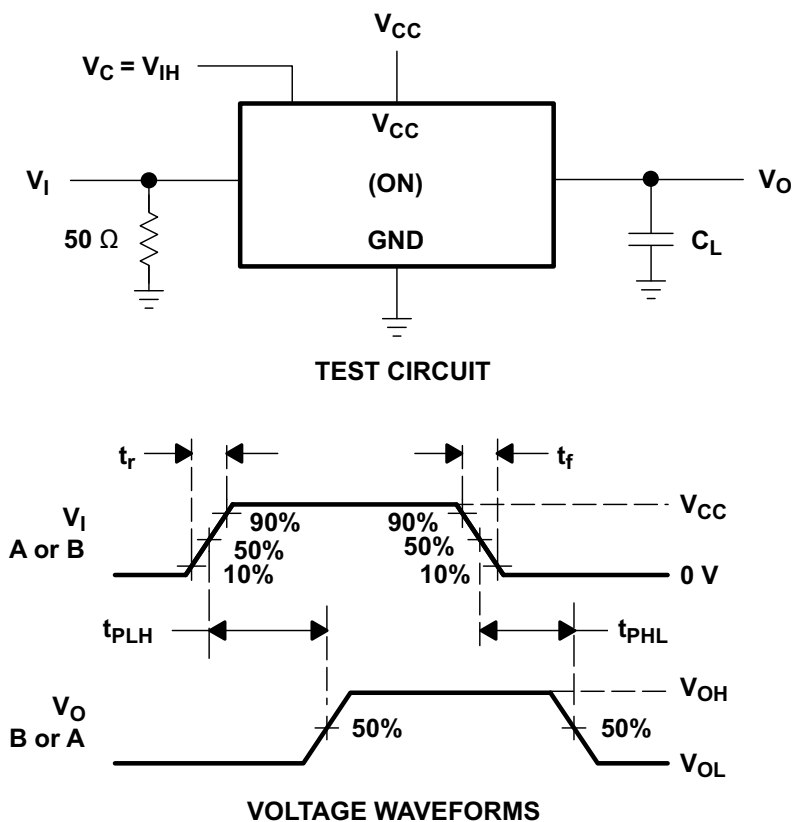 V_CC
V_C = V_IH
V_CC
V_I
(ON)
V_O
50 Ω
GND
C_L
TEST CIRCUIT
t_r
t_f
V_I
A or B
90%
90%
V_CC
50%
50%
10%
10%
0 V
t_PLH
t_PHL
V_O
B or A
V_OH
50%
50%
V_OL
VOLTAGE WAVEFORMS